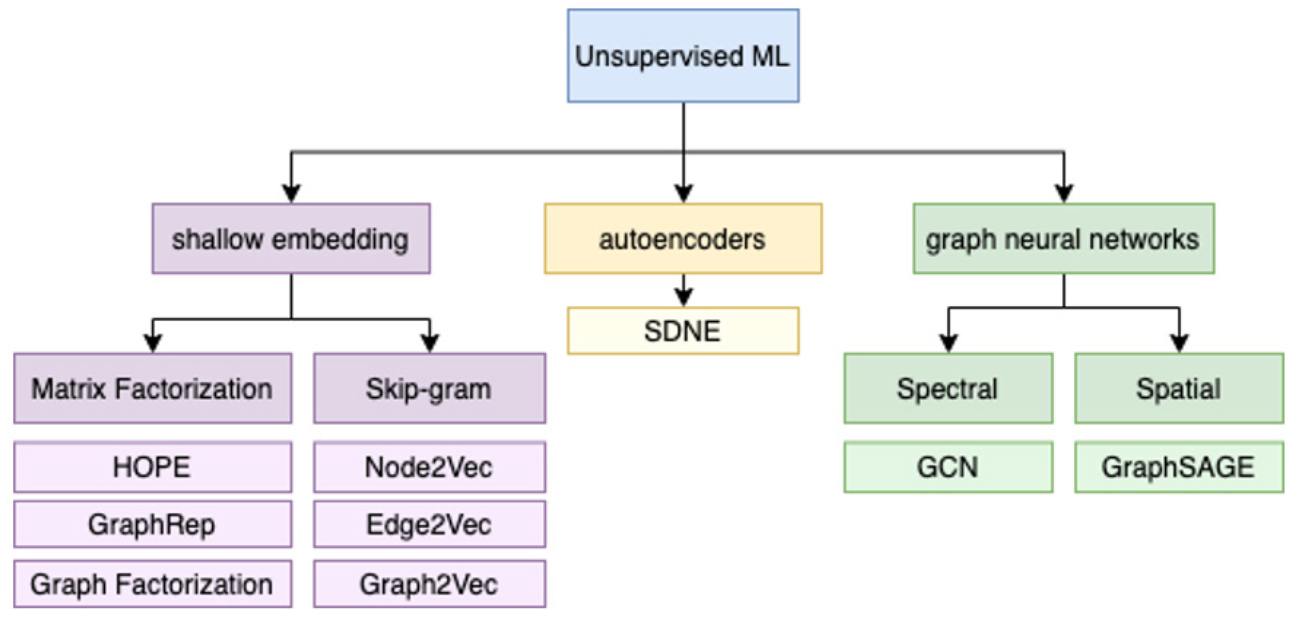 Unsupervised ML
shallow embedding
autoencoders
graph neural networks
SDNE
Matrix Factorization
Skip-gram
Spectral
Spatial
HOPE
Node2Vec
GCN
GraphSAGE
GraphRep
Edge2Vec
Graph Factorization
Graph2Vec